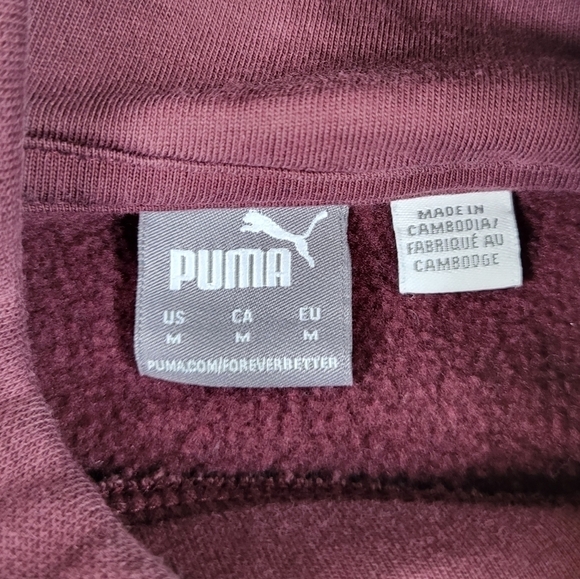 PUMA
US CA EU
M M M
PUMA.COM/FOREVERBETTER
MADE IN
CAMBODIA/
FABRIQUÉ AU
CAMBODGE